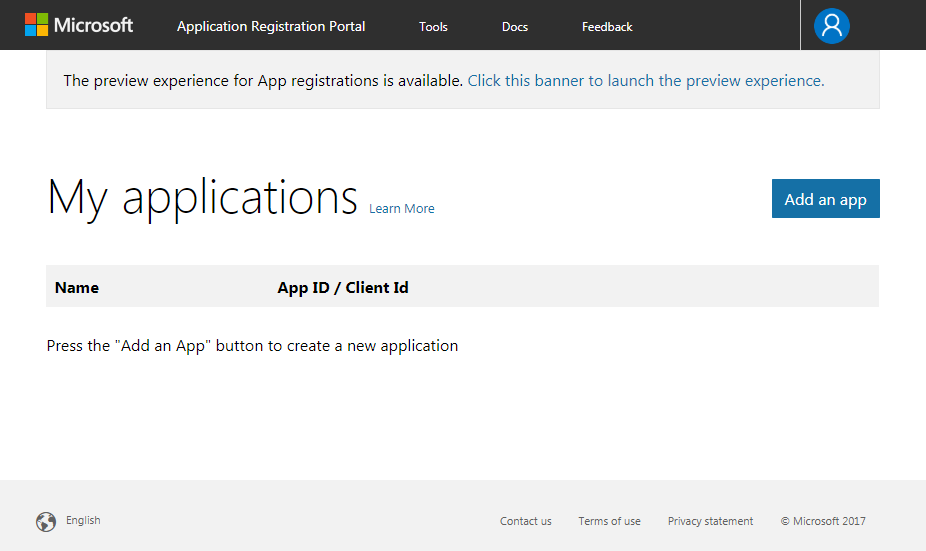 Microsoft Application Registration Portal Tools Docs Feedback
The preview experience for App registrations is available. Click this banner to launch the preview experience.
My applications Learn More Add an app
Name App ID / Client Id
Press the "Add an App" button to create a new application
English Contact us Terms of use Privacy statement © Microsoft 2017